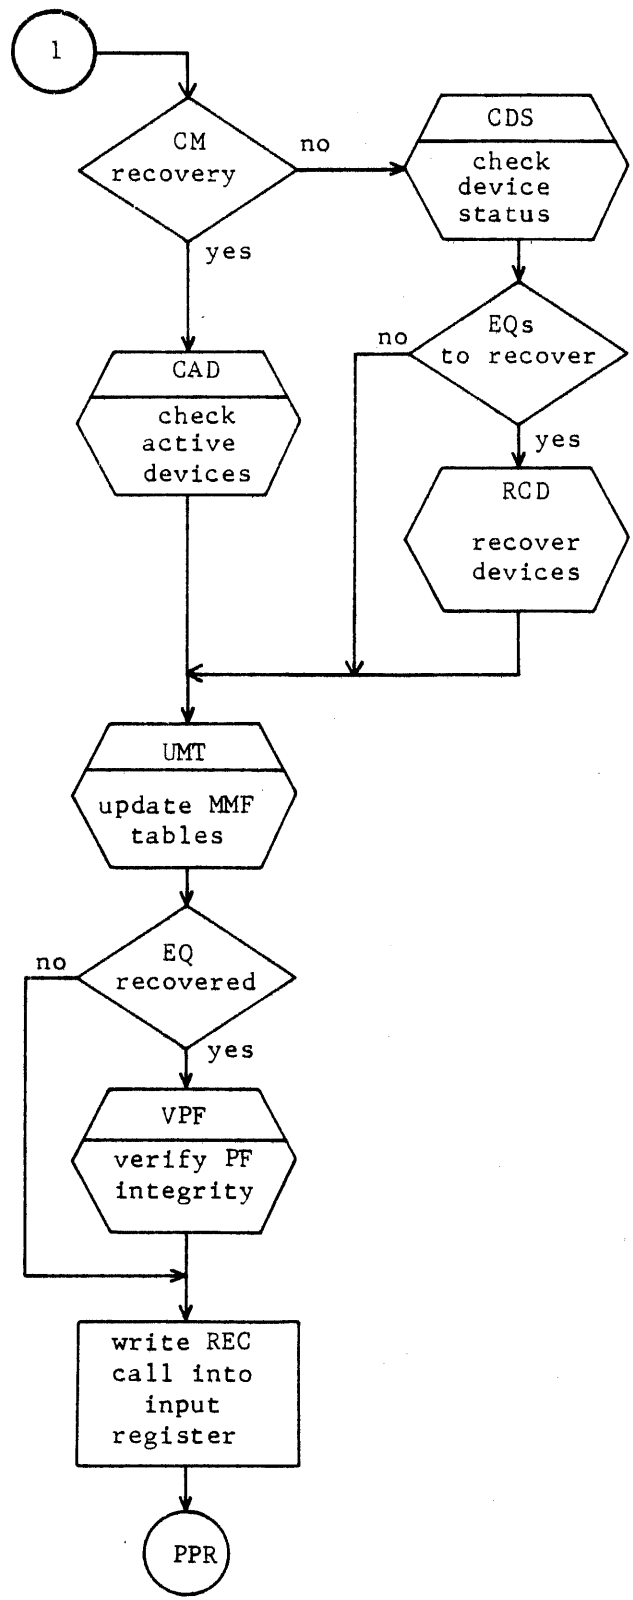 1
CM
recovery
no
yes
CDS
check
device
status
EQs
to recover
no
yes
CAD
check
active
devices
RCD
recover
devices
UMT
update MMF
tables
EQ
recovered
no
yes
VPF
verify PF
integrity
write REC
call into
input
register
PPR